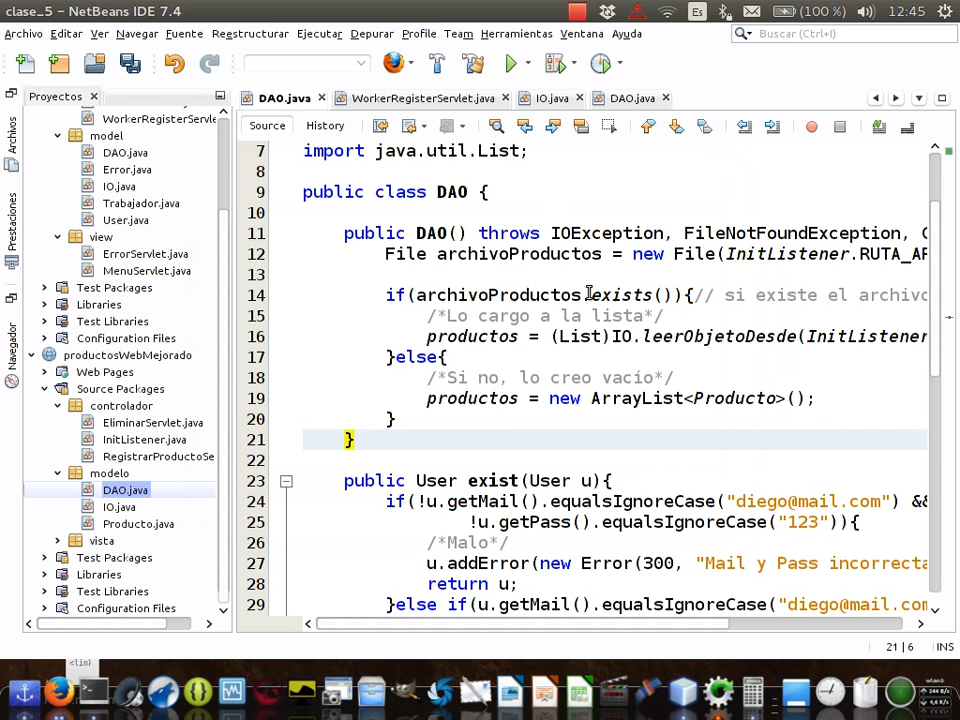 clase_5 - NetBeans IDE 7.4
Es
(100 %)
12:45
Archivo Editar Ver Navegar Fuente Reestructurar Ejecutar Depurar Profile Team Herramientas Ventana Ayuda
Buscar (Ctrl+I)
Proyectos
DAO.java
WorkerRegisterServlet.java
IO.java
DAO.java
Archivos
Prestaciones
Navegador
Source
History
WorkerRegisterServle
model
DAO.java
Error.java
IO.java
Trabajador.java
User.java
view
ErrorServlet.java
MenuServlet.java
Test Packages
Libraries
Test Libraries
Configuration Files
productosWebMejorado
Web Pages
Source Packages
controlador
EliminarServlet.java
InitListener.java
RegistrarProductoSe
modelo
DAO.java
IO.java
Producto.java
vista
Test Packages
Libraries
Test Libraries
Configuration Files
7 import java.util.List;
8
9 public class DAO {
10
11 public DAO() throws IOException, FileNotFoundException, C
12 File archivoProductos = new File(InitListener.RUTA_AR
13
14 if(archivoProductos.exists()){// si existe el archivo
15 /*Lo cargo a la lista*/
16 productos = (List)IO.leerObjetoDesde(InitListener
17 }else{
18 /*Si no, lo creo vacío*/
19 productos = new ArrayList<Producto>();
20 }
21 }
22
23 public User exist(User u){
24 if(!u.getMail().equalsIgnoreCase("diego@mail.com") &&
25 !u.getPass().equalsIgnoreCase("123")){
26 /*Malo*/
27 u.addError(new Error(300, "Mail y Pass incorrecta
28 return u;
29 }else if(u.getMail().equalsIgnoreCase("diego@mail.com
21 | 6
INS
<lin>